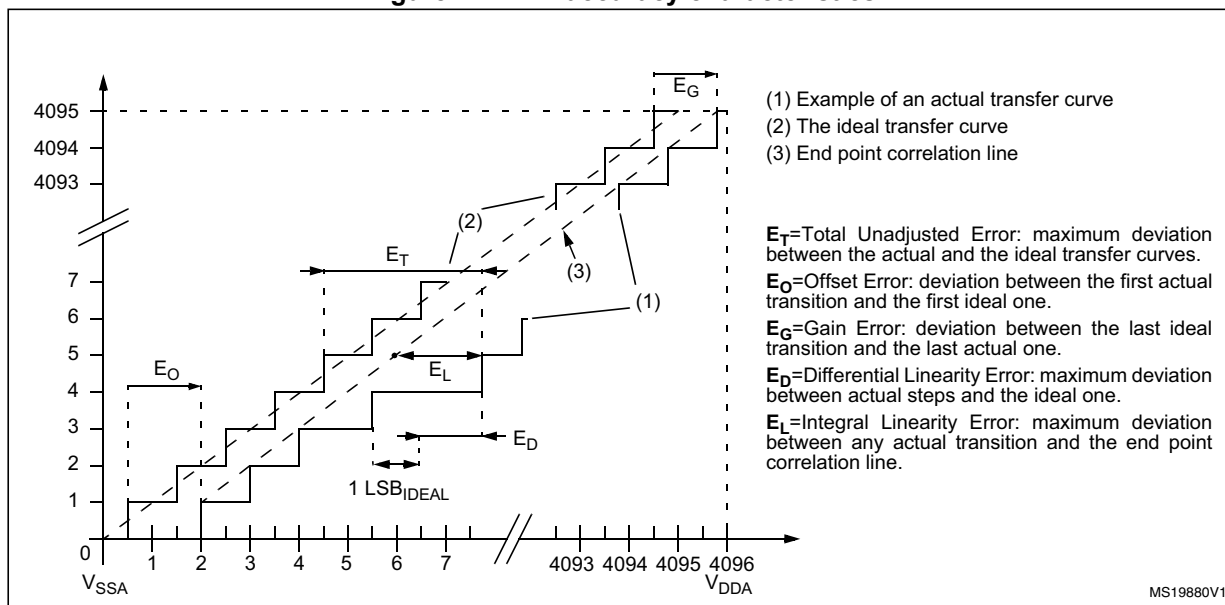 4095
4094
4093
7
6
5
4
3
2
1
0
E_G
(2)
E_T
(3)
(1)
E_O
E_L
E_D
1 LSB_IDEAL
1 2 3 4 5 6 7 4093 4094 4095 4096
V_SSA
V_DDA
(1) Example of an actual transfer curve
(2) The ideal transfer curve
(3) End point correlation line
E_T=Total Unadjusted Error: maximum deviation
between the actual and the ideal transfer curves.
E_O=Offset Error: deviation between the first actual
transition and the first ideal one.
E_G=Gain Error: deviation between the last ideal
transition and the last actual one.
E_D=Differential Linearity Error: maximum deviation
between actual steps and the ideal one.
E_L=Integral Linearity Error: maximum deviation
between any actual transition and the end point
correlation line.
MS19880V1